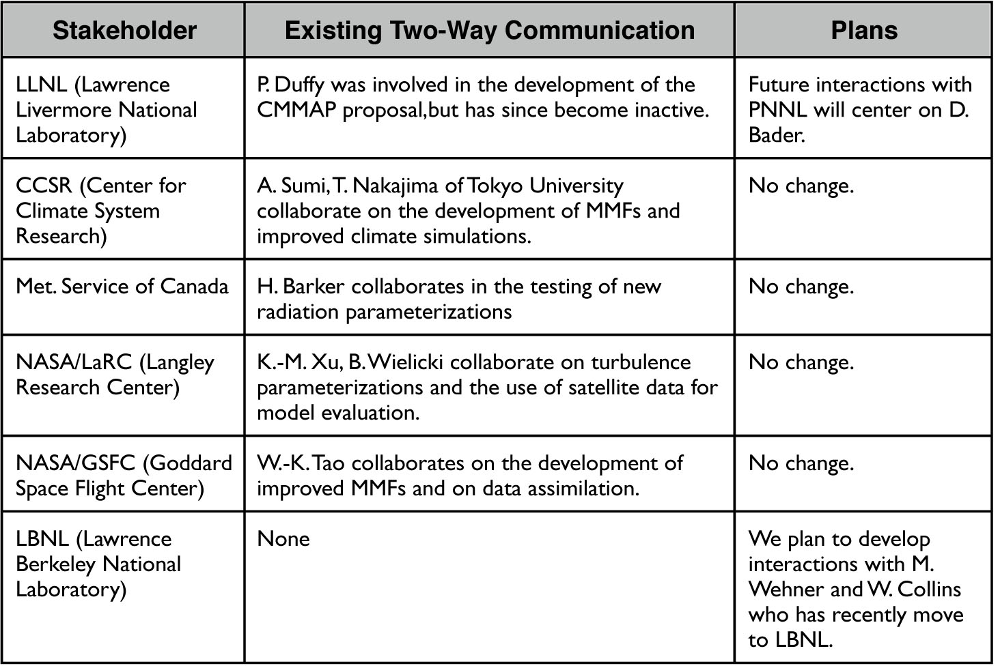 Stakeholder
Existing Two-Way Communication
Plans
LLNL (Lawrence
Livermore National
Laboratory)
P. Duffy was involved in the development of the
CMMAP proposal,but has since become inactive.
Future interactions with
PNNL will center on D.
Bader.
CCSR (Center for
Climate System
Research)
A. Sumi, T. Nakajima of Tokyo University
collaborate on the development of MMFs and
improved climate simulations.
No change.
Met. Service of Canada
H. Barker collaborates in the testing of new
radiation parameterizations
No change.
NASA/LaRC (Langley
Research Center)
K.-M. Xu, B. Wielicki collaborate on turbulence
parameterizations and the use of satellite data for
model evaluation.
No change.
NASA/GSFC (Goddard
Space Flight Center)
W.-K. Tao collaborates on the development of
improved MMFs and on data assimilation.
No change.
LBNL (Lawrence
Berkeley National
Laboratory)
None
We plan to develop
interactions with M.
Wehner and W. Collins
who has recently move
to LBNL.